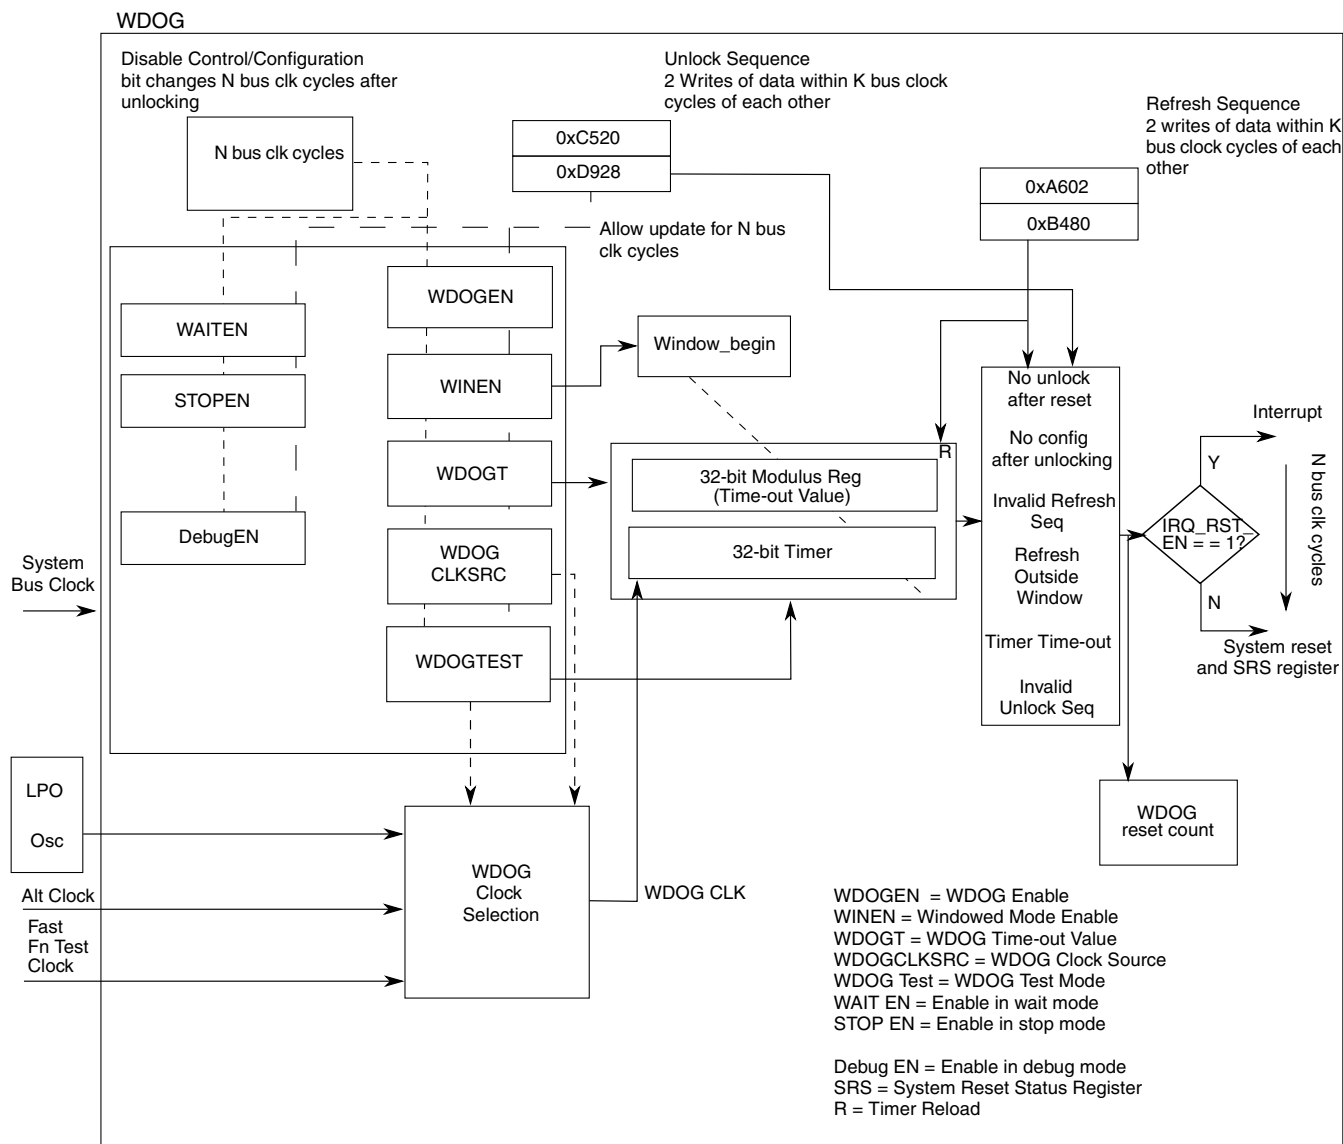 WDOG
Disable Control/Configuration
bit changes N bus clk cycles after
unlocking
Unlock Sequence
2 Writes of data within K bus clock
cycles of each other
Refresh Sequence
2 writes of data within K
bus clock cycles of each
other
N bus clk cycles
0xC520
0xD928
0xA602
0xB480
Allow update for N bus
clk cycles
WDOGEN
WAITEN
Window_begin
WINEN
STOPEN
No unlock
after reset
No config
after unlocking
Invalid Refresh
Seq
Refresh
Outside
Window
Timer Time-out
Invalid
Unlock Seq
Interrupt
Y
IRQ_RST_
EN = = 1?
N
N bus clk cycles
System reset
and SRS register
WDOGT
R
32-bit Modulus Reg
(Time-out Value)
32-bit Timer
DebugEN
WDOG
CLKSRC
System
Bus Clock
WDOGTEST
LPO
Osc
WDOG
reset count
WDOG
Clock
Selection
WDOG CLK
Alt Clock
Fast
Fn Test
Clock
WDOGEN = WDOG Enable
WINEN = Windowed Mode Enable
WDOGT = WDOG Time-out Value
WDOGCLKSRC = WDOG Clock Source
WDOG Test = WDOG Test Mode
WAIT EN = Enable in wait mode
STOP EN = Enable in stop mode
Debug EN = Enable in debug mode
SRS = System Reset Status Register
R = Timer Reload